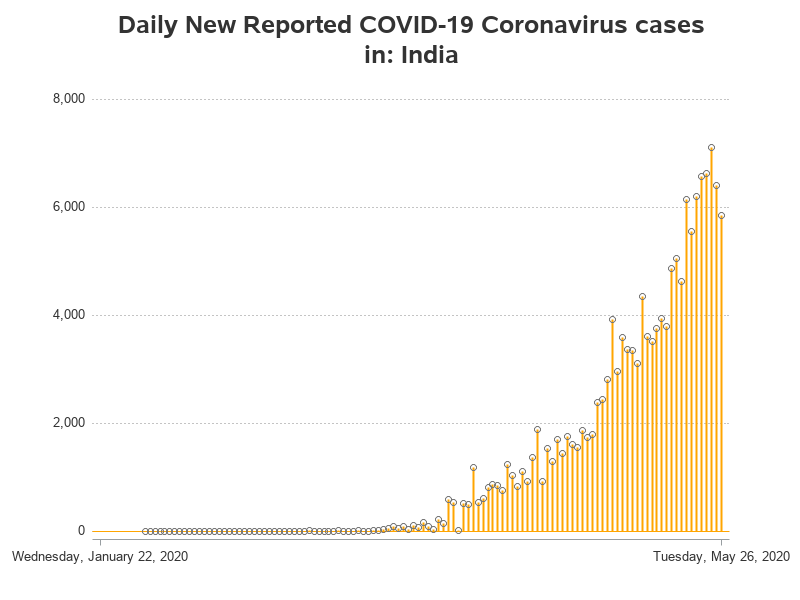 Daily New Reported COVID-19 Coronavirus cases
in: India
8,000
6,000
4,000
2,000
0
Wednesday, January 22, 2020
Tuesday, May 26, 2020